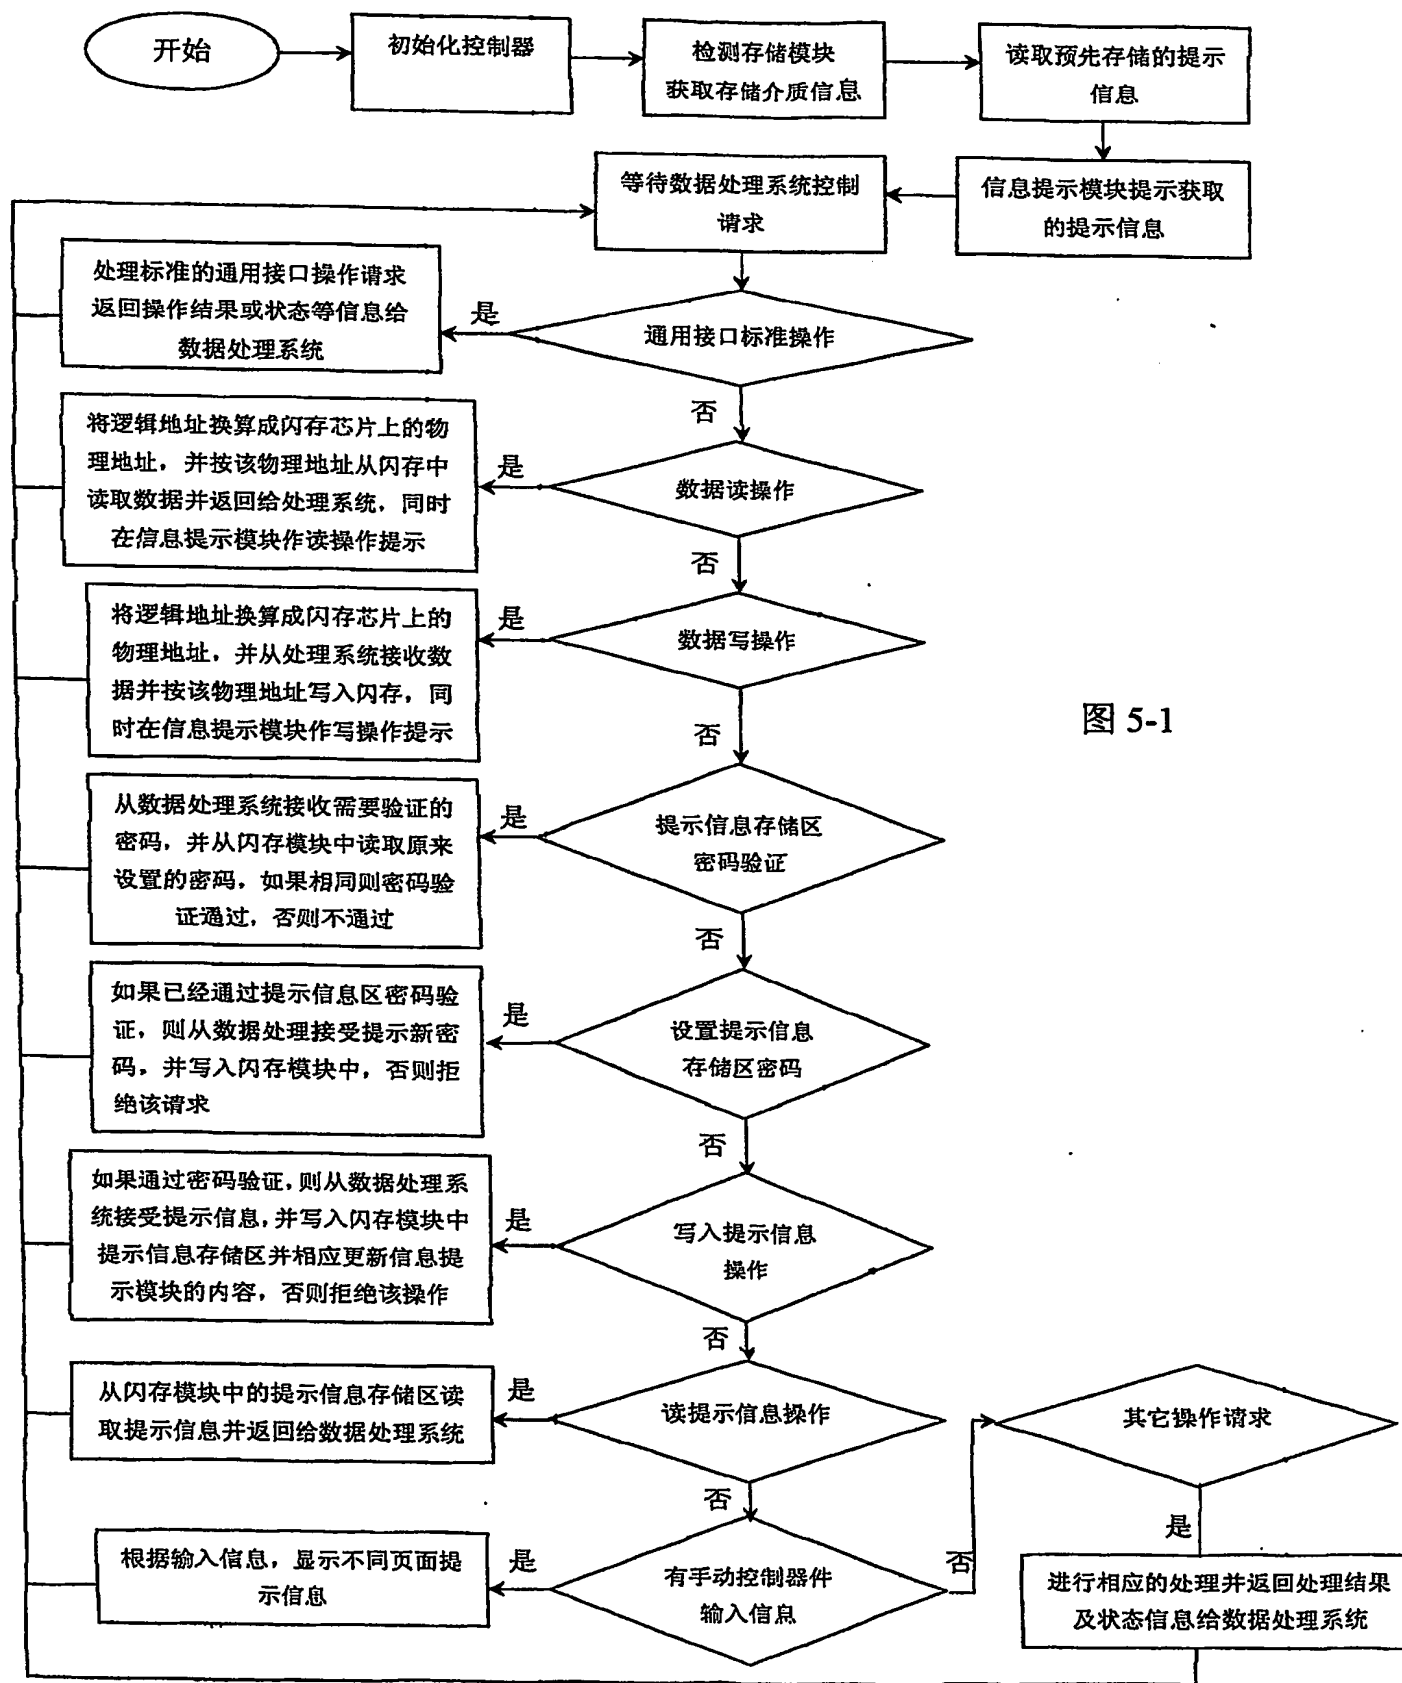 开始
初始化控制器
检测存储模块
获取存储介质信息
读取预先存储的提示
信息
信息提示模块提示获取
的提示信息
等待数据处理系统控制
请求
通用接口标准操作
是
处理标准的通用接口操作请求
返回操作结果或状态等信息给
数据处理系统
否
数据读操作
是
将逻辑地址换算成闪存芯片上的物
理地址，并按该物理地址从闪存中
读取数据并返回给处理系统，同时
在信息提示模块作读操作提示
否
数据写操作
是
将逻辑地址换算成闪存芯片上的
物理地址，并从处理系统接收数
据并按该物理地址写入闪存，同
时在信息提示模块作写操作提示
图 5-1
否
提示信息存储区
密码验证
是
从数据处理系统接收需要验证的
密码，并从闪存模块中读取原来
设置的密码，如果相同则密码验
证通过，否则不通过
否
设置提示信息
存储区密码
是
如果已经通过提示信息区密码验
证，则从数据处理接受提示新密
码，并写入闪存模块中，否则拒
绝该请求
否
写入提示信息
操作
是
如果通过密码验证，则从数据处理系
统接受提示信息，并写入闪存模块中
提示信息存储区并相应更新信息提
示模块的内容，否则拒绝该操作
否
读提示信息操作
是
从闪存模块中的提示信息存储区读
取提示信息并返回给数据处理系统
否
有手动控制器件
输入信息
是
根据输入信息，显示不同页面提
示信息
否
其它操作请求
是
进行相应的处理并返回处理结果
及状态信息给数据处理系统